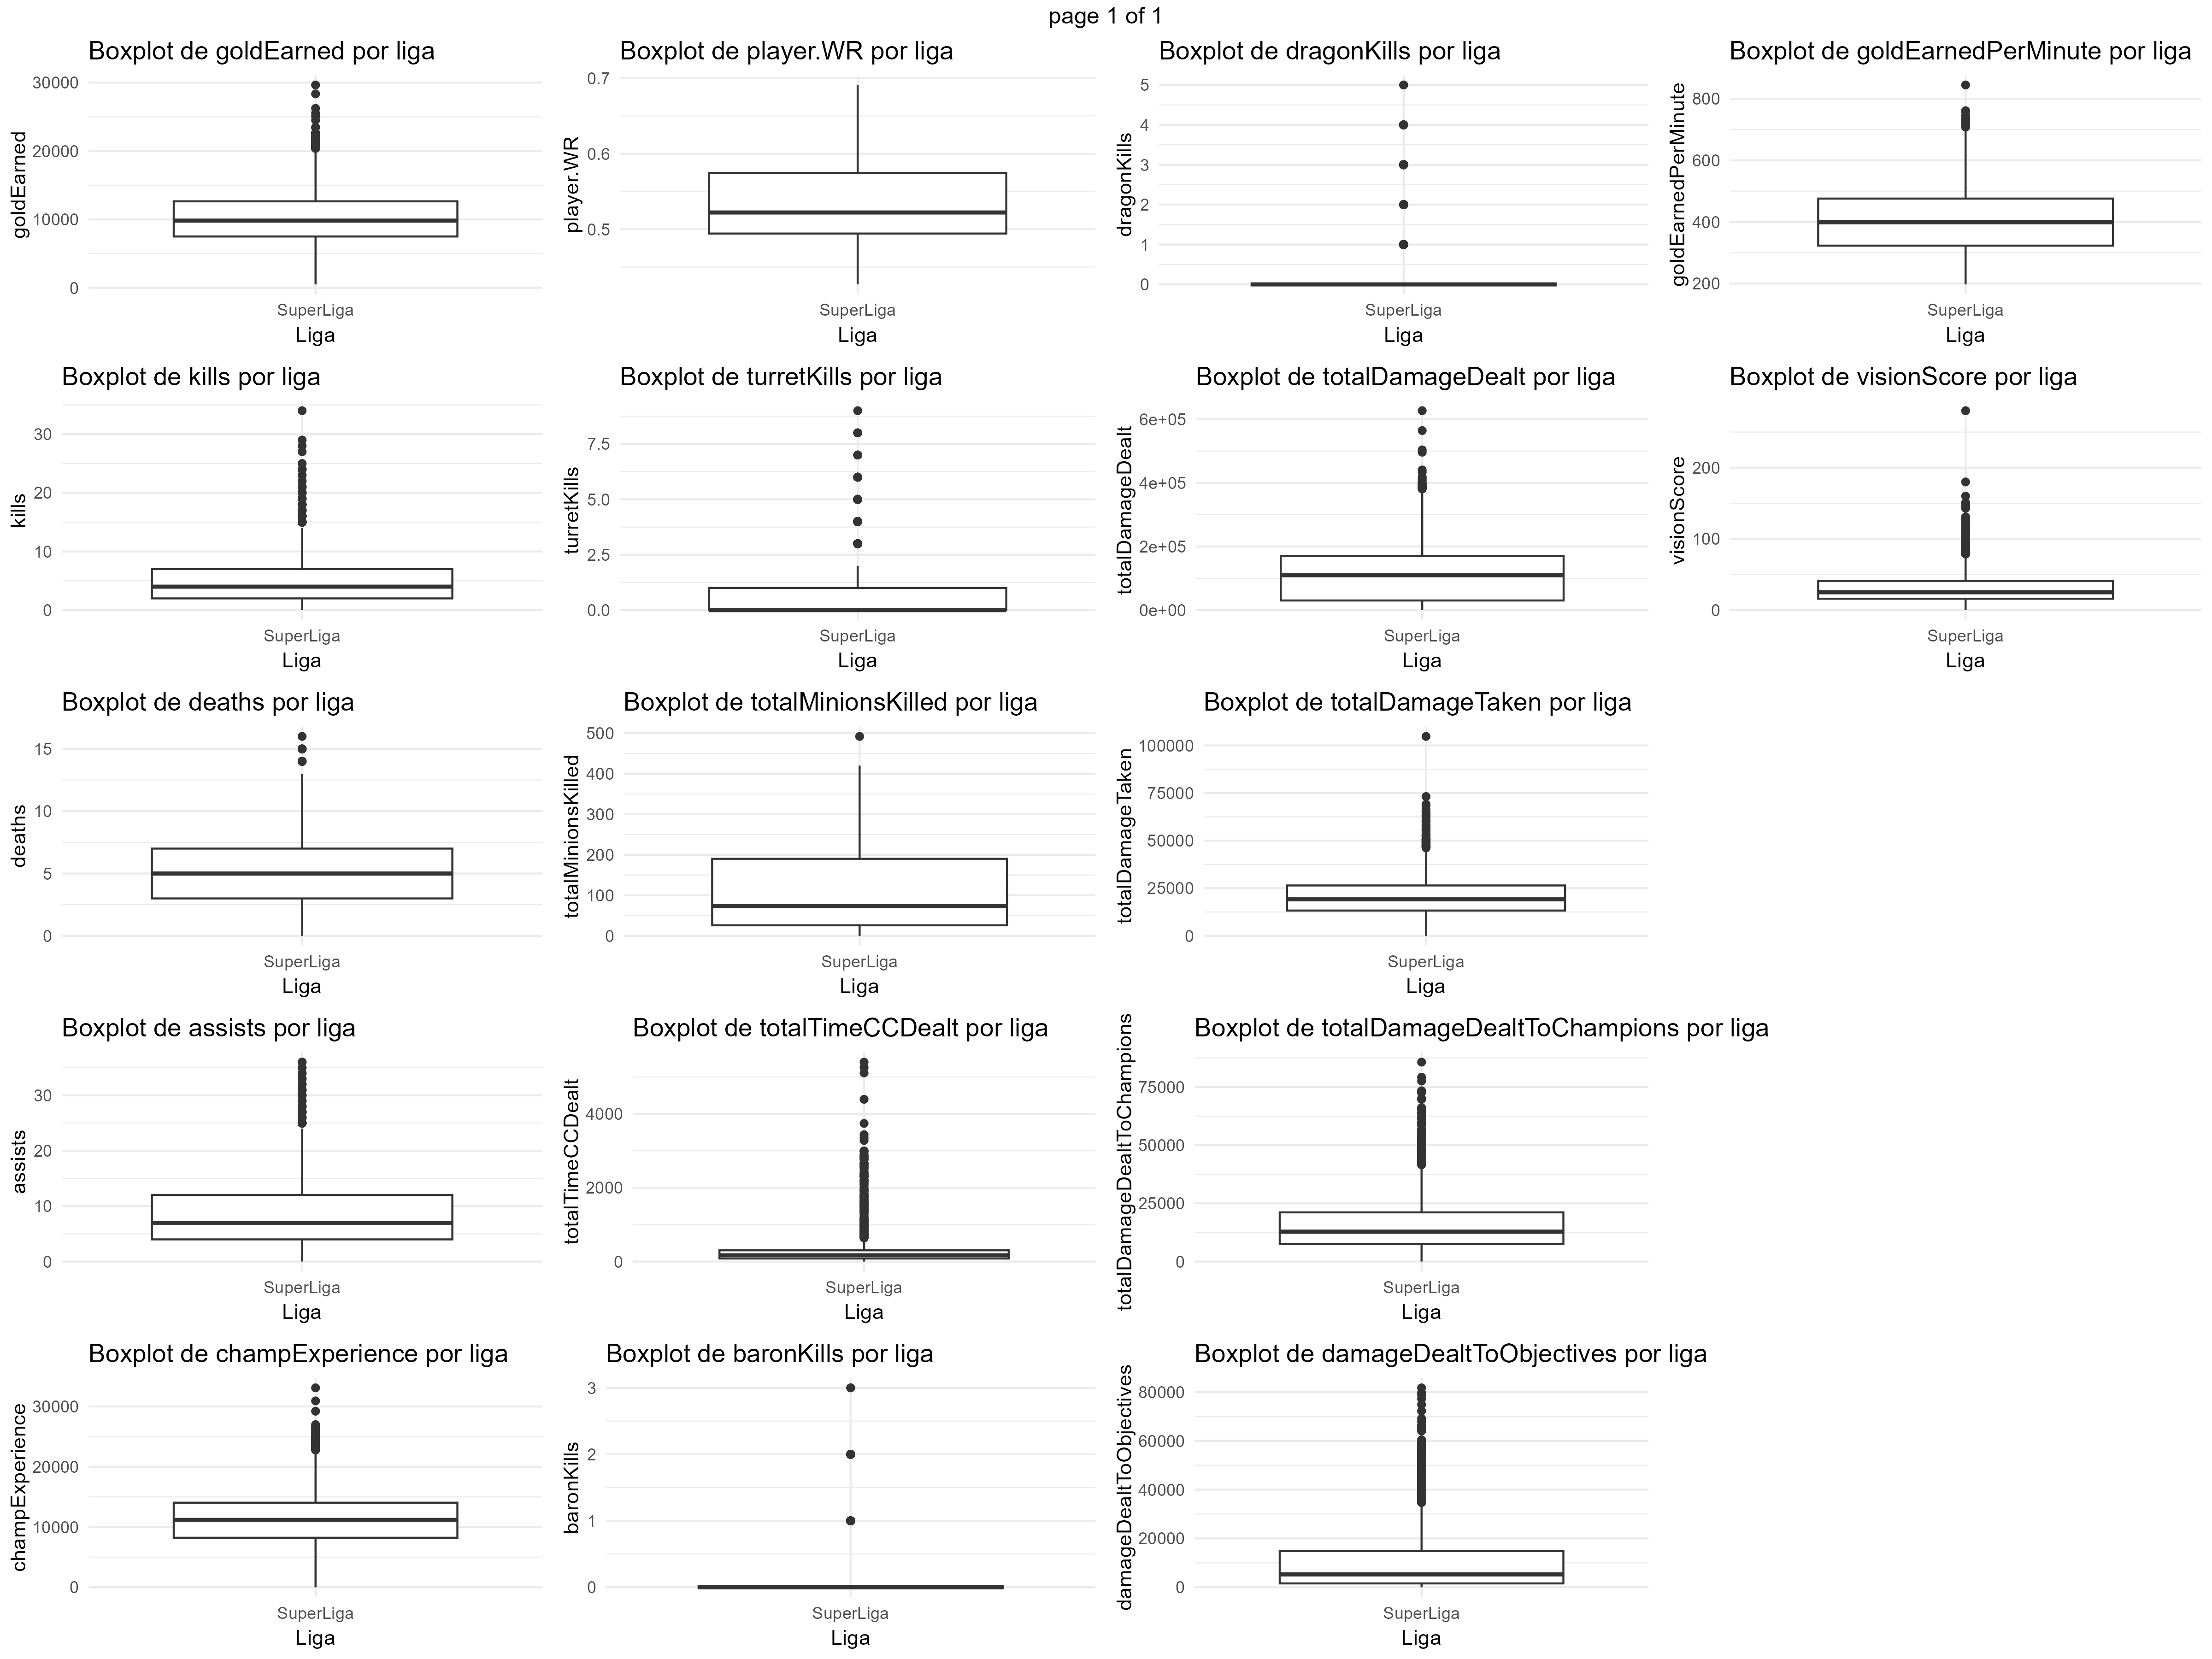 page 1 of 1
Boxplot de goldEarned por liga
goldEarned
30000
20000
10000
0
SuperLiga
Liga
Boxplot de player.WR por liga
player.WR
0.7
0.6
0.5
SuperLiga
Liga
Boxplot de dragonKills por liga
dragonKills
5
4
3
2
1
0
SuperLiga
Liga
Boxplot de goldEarnedPerMinute por liga
goldEarnedPerMinute
800
600
400
200
SuperLiga
Liga
Boxplot de kills por liga
kills
30
20
10
0
SuperLiga
Liga
Boxplot de turretKills por liga
turretKills
7.5
5.0
2.5
0.0
SuperLiga
Liga
Boxplot de totalDamageDealt por liga
totalDamageDealt
6e+05
4e+05
2e+05
0e+00
SuperLiga
Liga
Boxplot de visionScore por liga
visionScore
200
100
0
SuperLiga
Liga
Boxplot de deaths por liga
deaths
15
10
5
0
SuperLiga
Liga
Boxplot de totalMinionsKilled por liga
totalMinionsKilled
500
400
300
200
100
0
SuperLiga
Liga
Boxplot de totalDamageTaken por liga
totalDamageTaken
100000
75000
50000
25000
0
SuperLiga
Liga
Boxplot de assists por liga
assists
30
20
10
0
SuperLiga
Liga
Boxplot de totalTimeCCDealt por liga
totalTimeCCDealt
4000
2000
0
SuperLiga
Liga
Boxplot de totalDamageDealtToChampions por liga
totalDamageDealtToChampions
75000
50000
25000
0
SuperLiga
Liga
Boxplot de champExperience por liga
champExperience
30000
20000
10000
0
SuperLiga
Liga
Boxplot de baronKills por liga
baronKills
3
2
1
0
SuperLiga
Liga
Boxplot de damageDealtToObjectives por liga
damageDealtToObjectives
80000
60000
40000
20000
0
SuperLiga
Liga